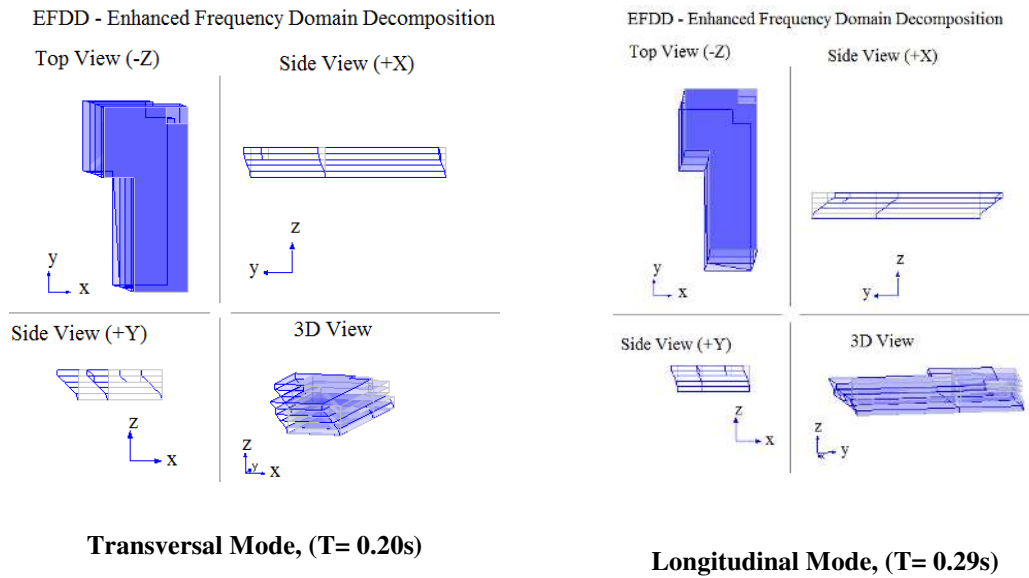 EFDD - Enhanced Frequency Domain Decomposition
Top View (-Z)
Side View (+X)
y
x
z
y
Side View (+Y)
3D View
z
x
z
y
x
Transversal Mode, (T= 0.20s)
EFDD - Enhanced Frequency Domain Decomposition
Top View (-Z)
Side View (+X)
y
x
z
y
Side View (+Y)
3D View
z
x
z
x
y
Longitudinal Mode, (T= 0.29s)